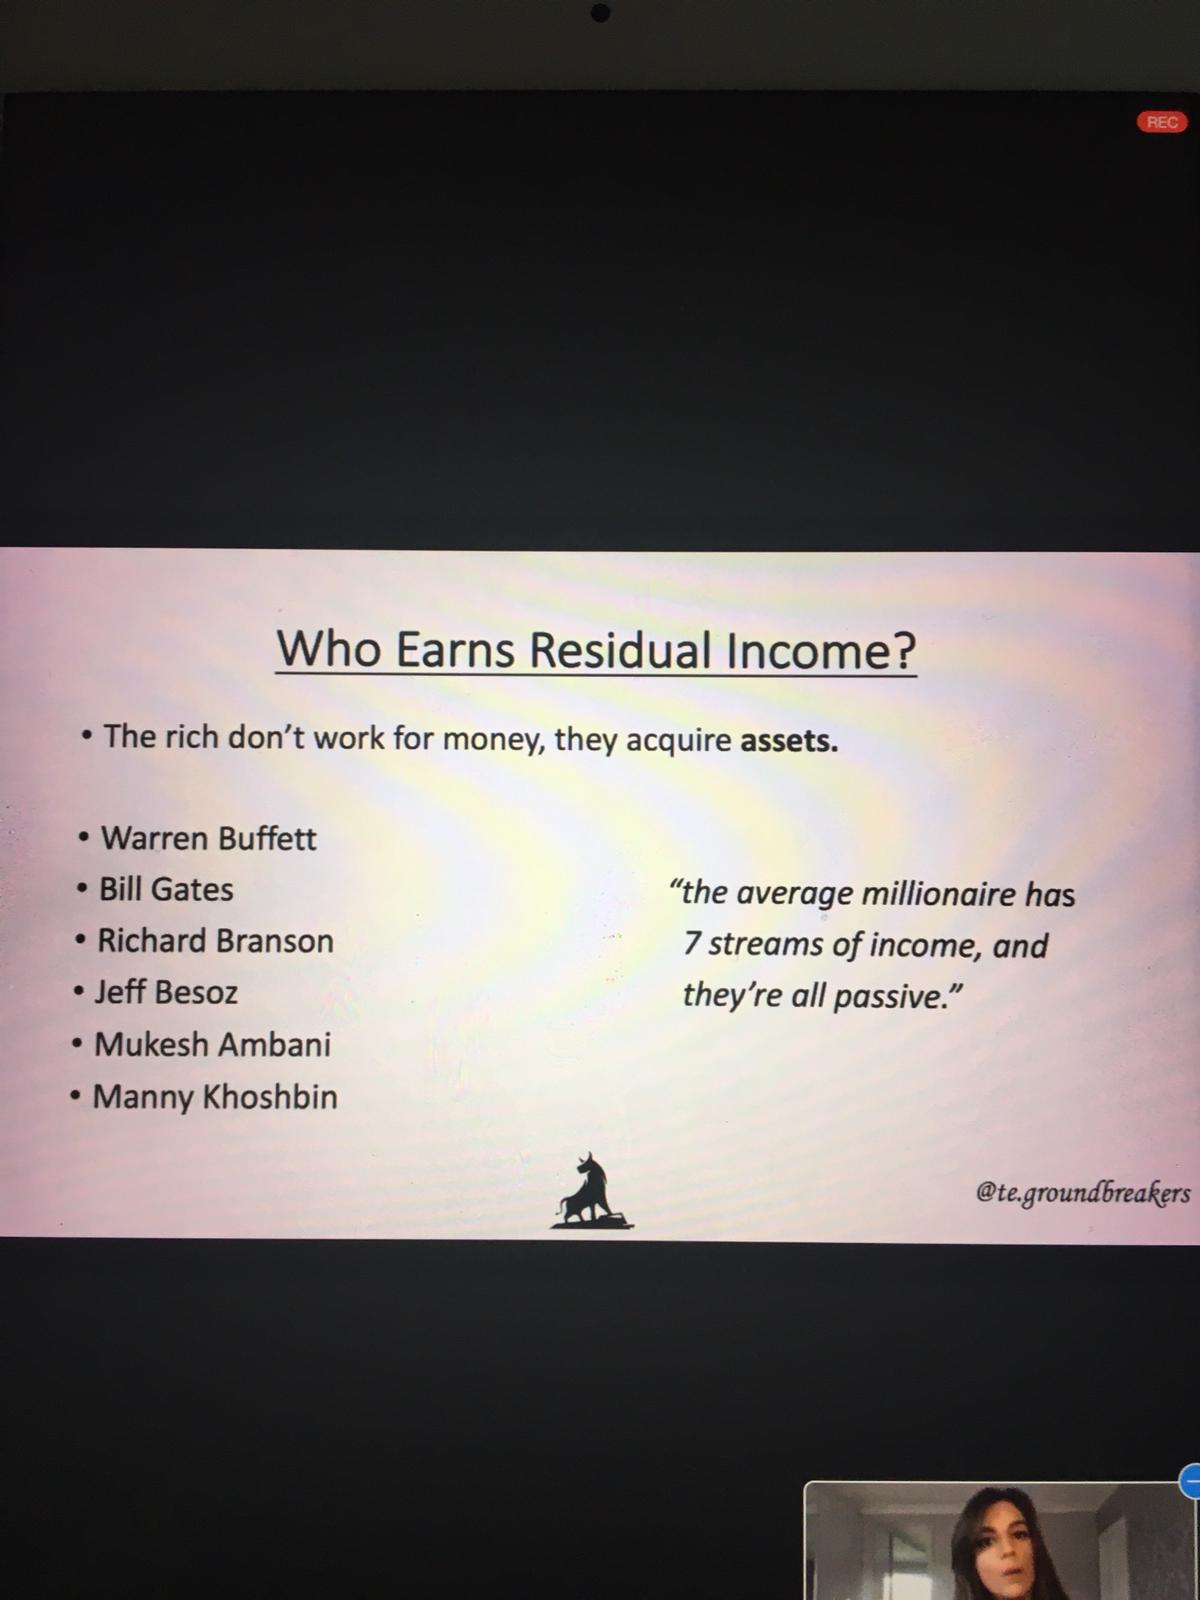 REC
Who Earns Residual Income?
• The rich don't work for money, they acquire assets.
• Warren Buffett
• Bill Gates
• Richard Branson
• Jeff Besoz
• Mukesh Ambani
• Manny Khoshbin
“the average millionaire has
7 streams of income, and
they're all passive.”
@te.groundbreakers